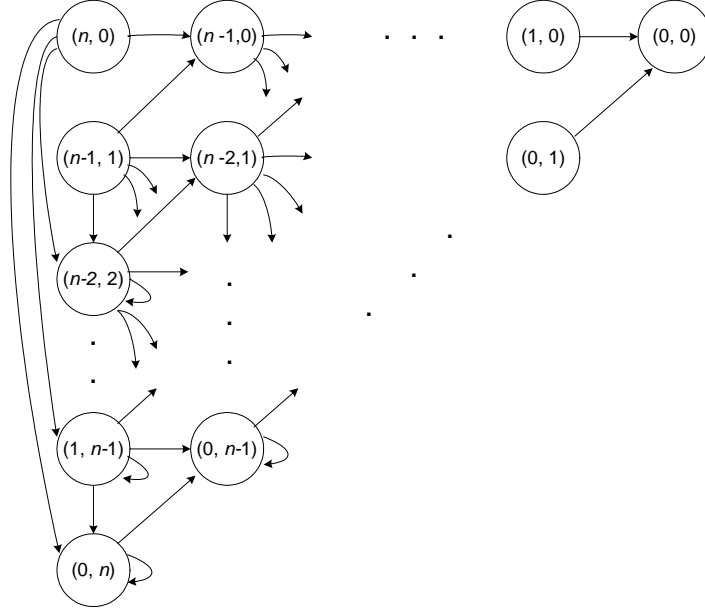 (n, 0) (n -1,0) . . . (1, 0) (0, 0)
(n-1, 1) (n -2,1) (0, 1)
(n-2, 2)
(1, n-1) (0, n-1)
(0, n)